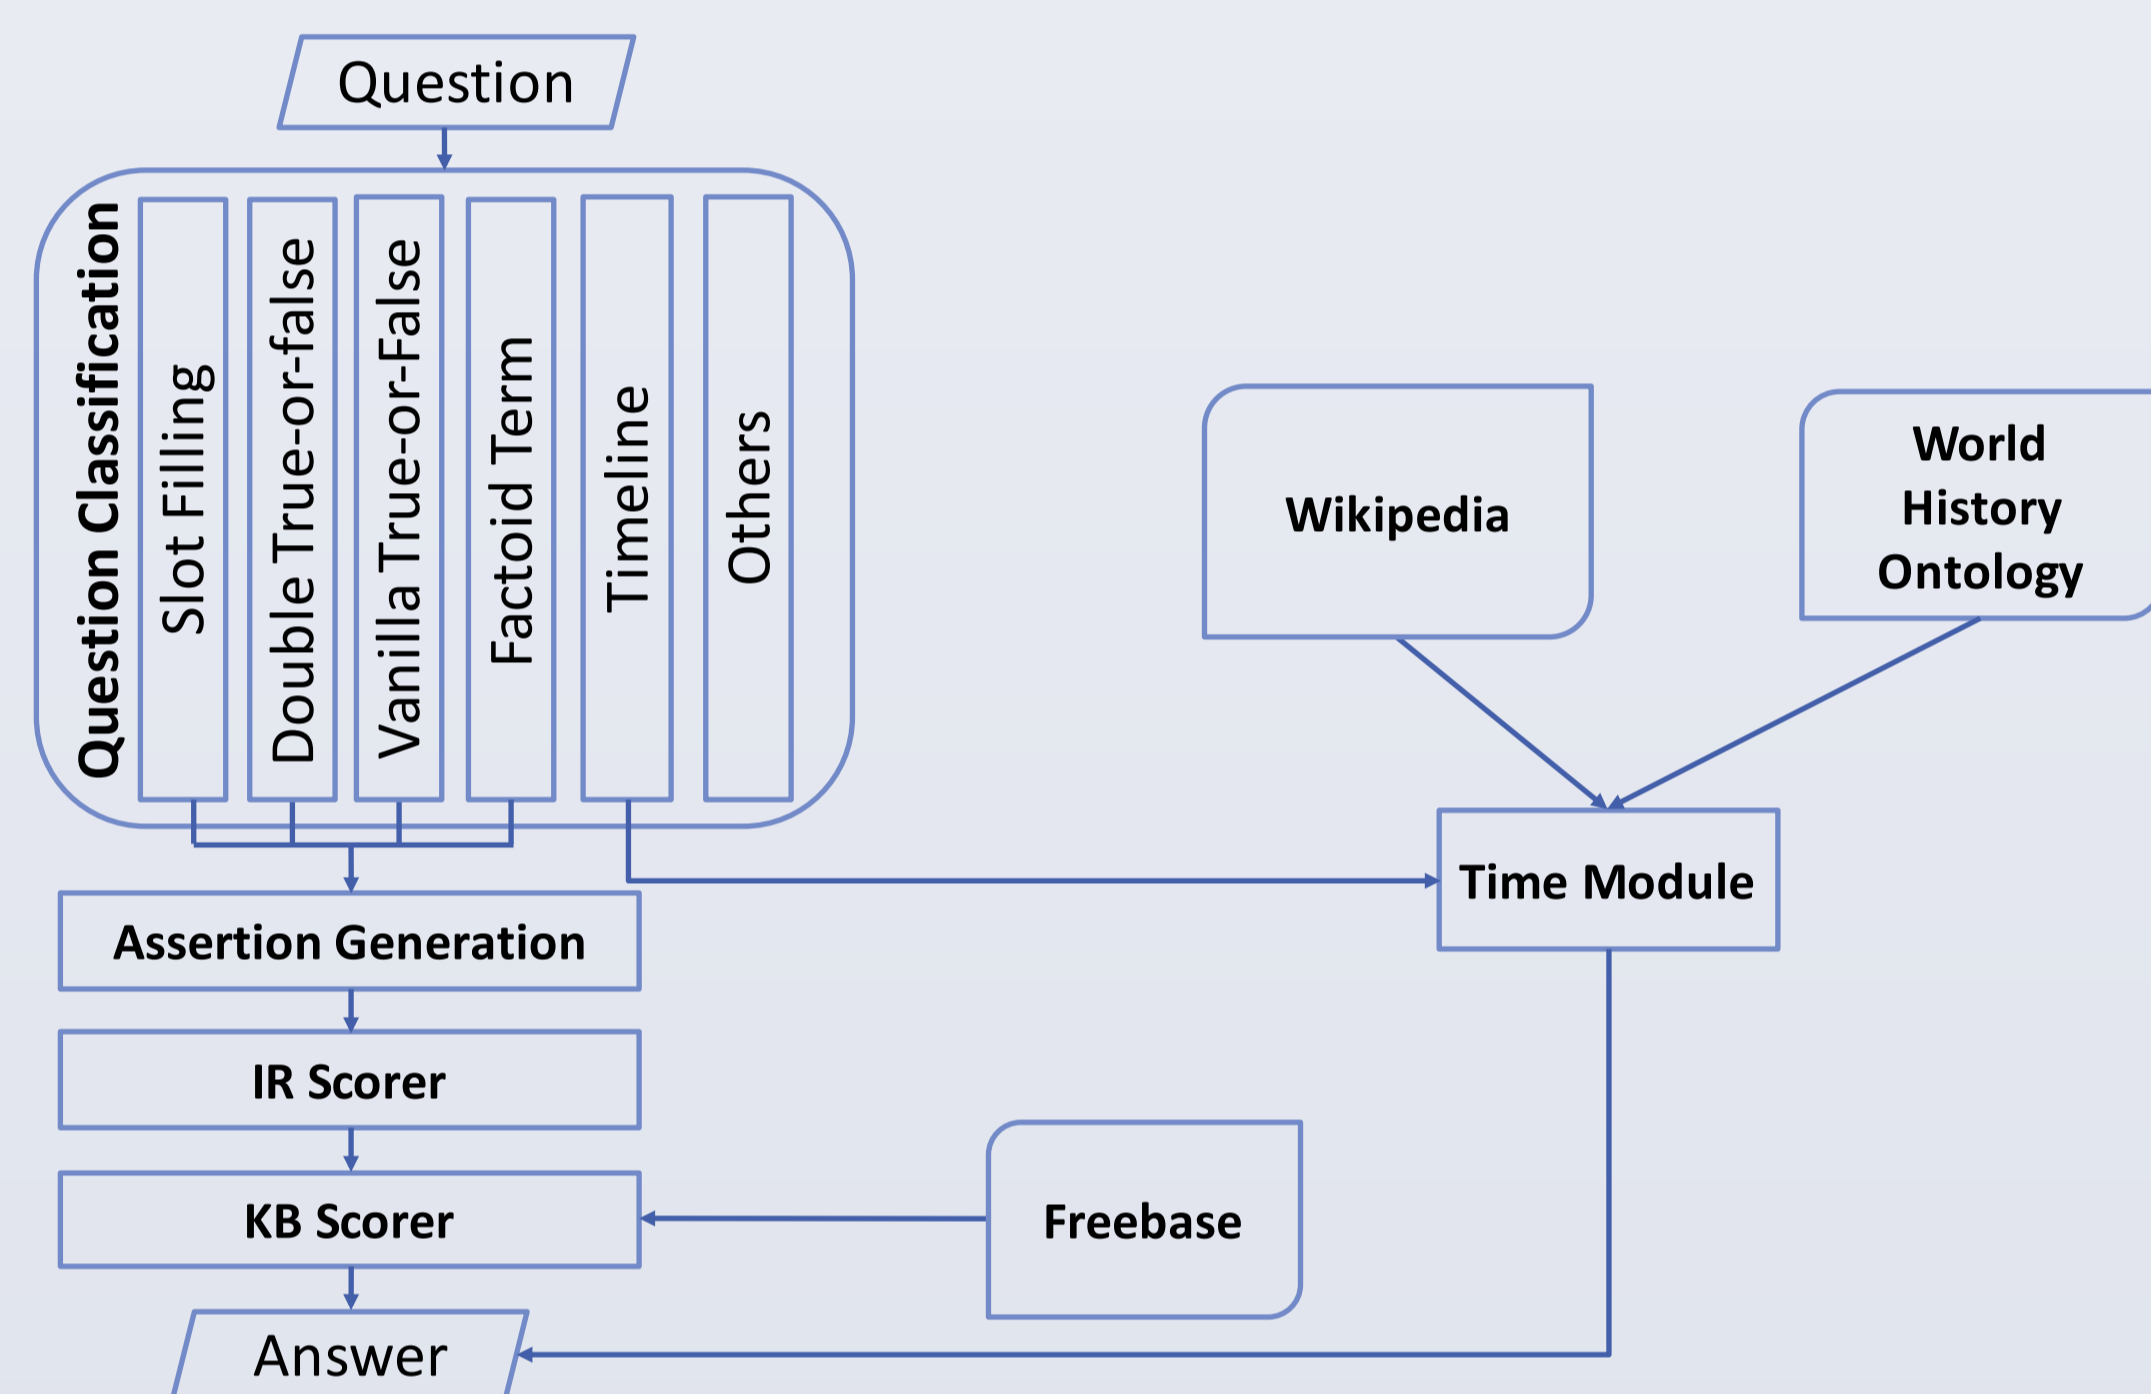 Question
Question Classification
Slot Filling
Double True-or-false
Vanilla True-or-False
Factoid Term
Timeline
Others
Wikipedia
World
History
Ontology
Time Module
Assertion Generation
IR Scorer
KB Scorer
Freebase
Answer